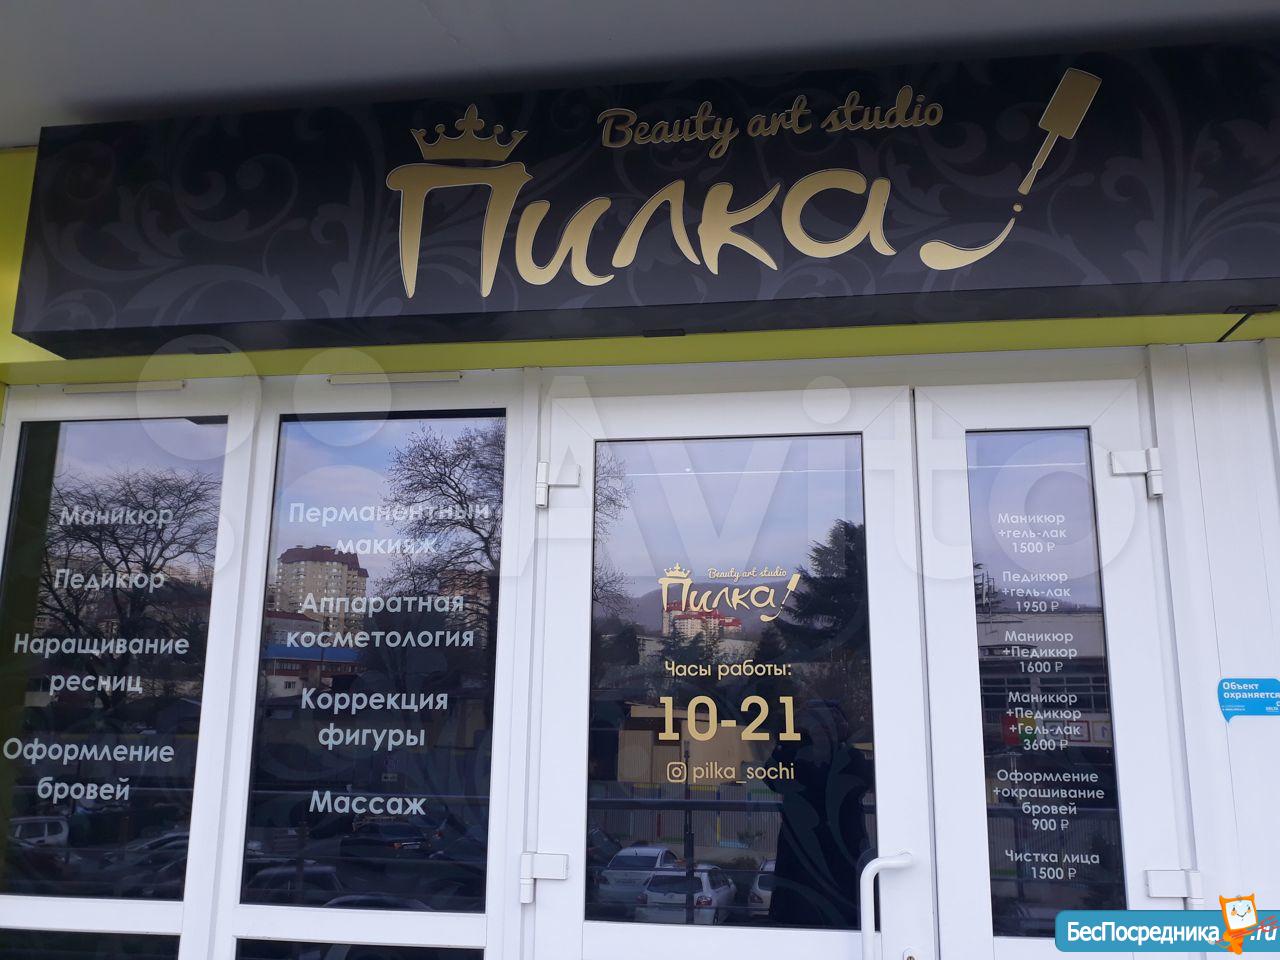 Beauty art studio
Пилка
Маникюр
Педикюр
Наращивание
ресниц
Оформление
бровей
Перманентный
макияж
Аппаратная
косметология
Коррекция
фигуры
Массаж
Beauty art studio
Пилка
Часы работы:
10-21
pilka_sochi
Маникюр
+гель-лак
1500 ₽
Педикюр
+гель-лак
1950 ₽
Маникюр
+Педикюр
1600 ₽
Маникюр
+Педикюр
+Гель-лак
3600 ₽
Оформление
+окрашивание
бровей
900 ₽
Чистка лица
1500 ₽
Объект
охраняется
Avito
БесПосредника.ru